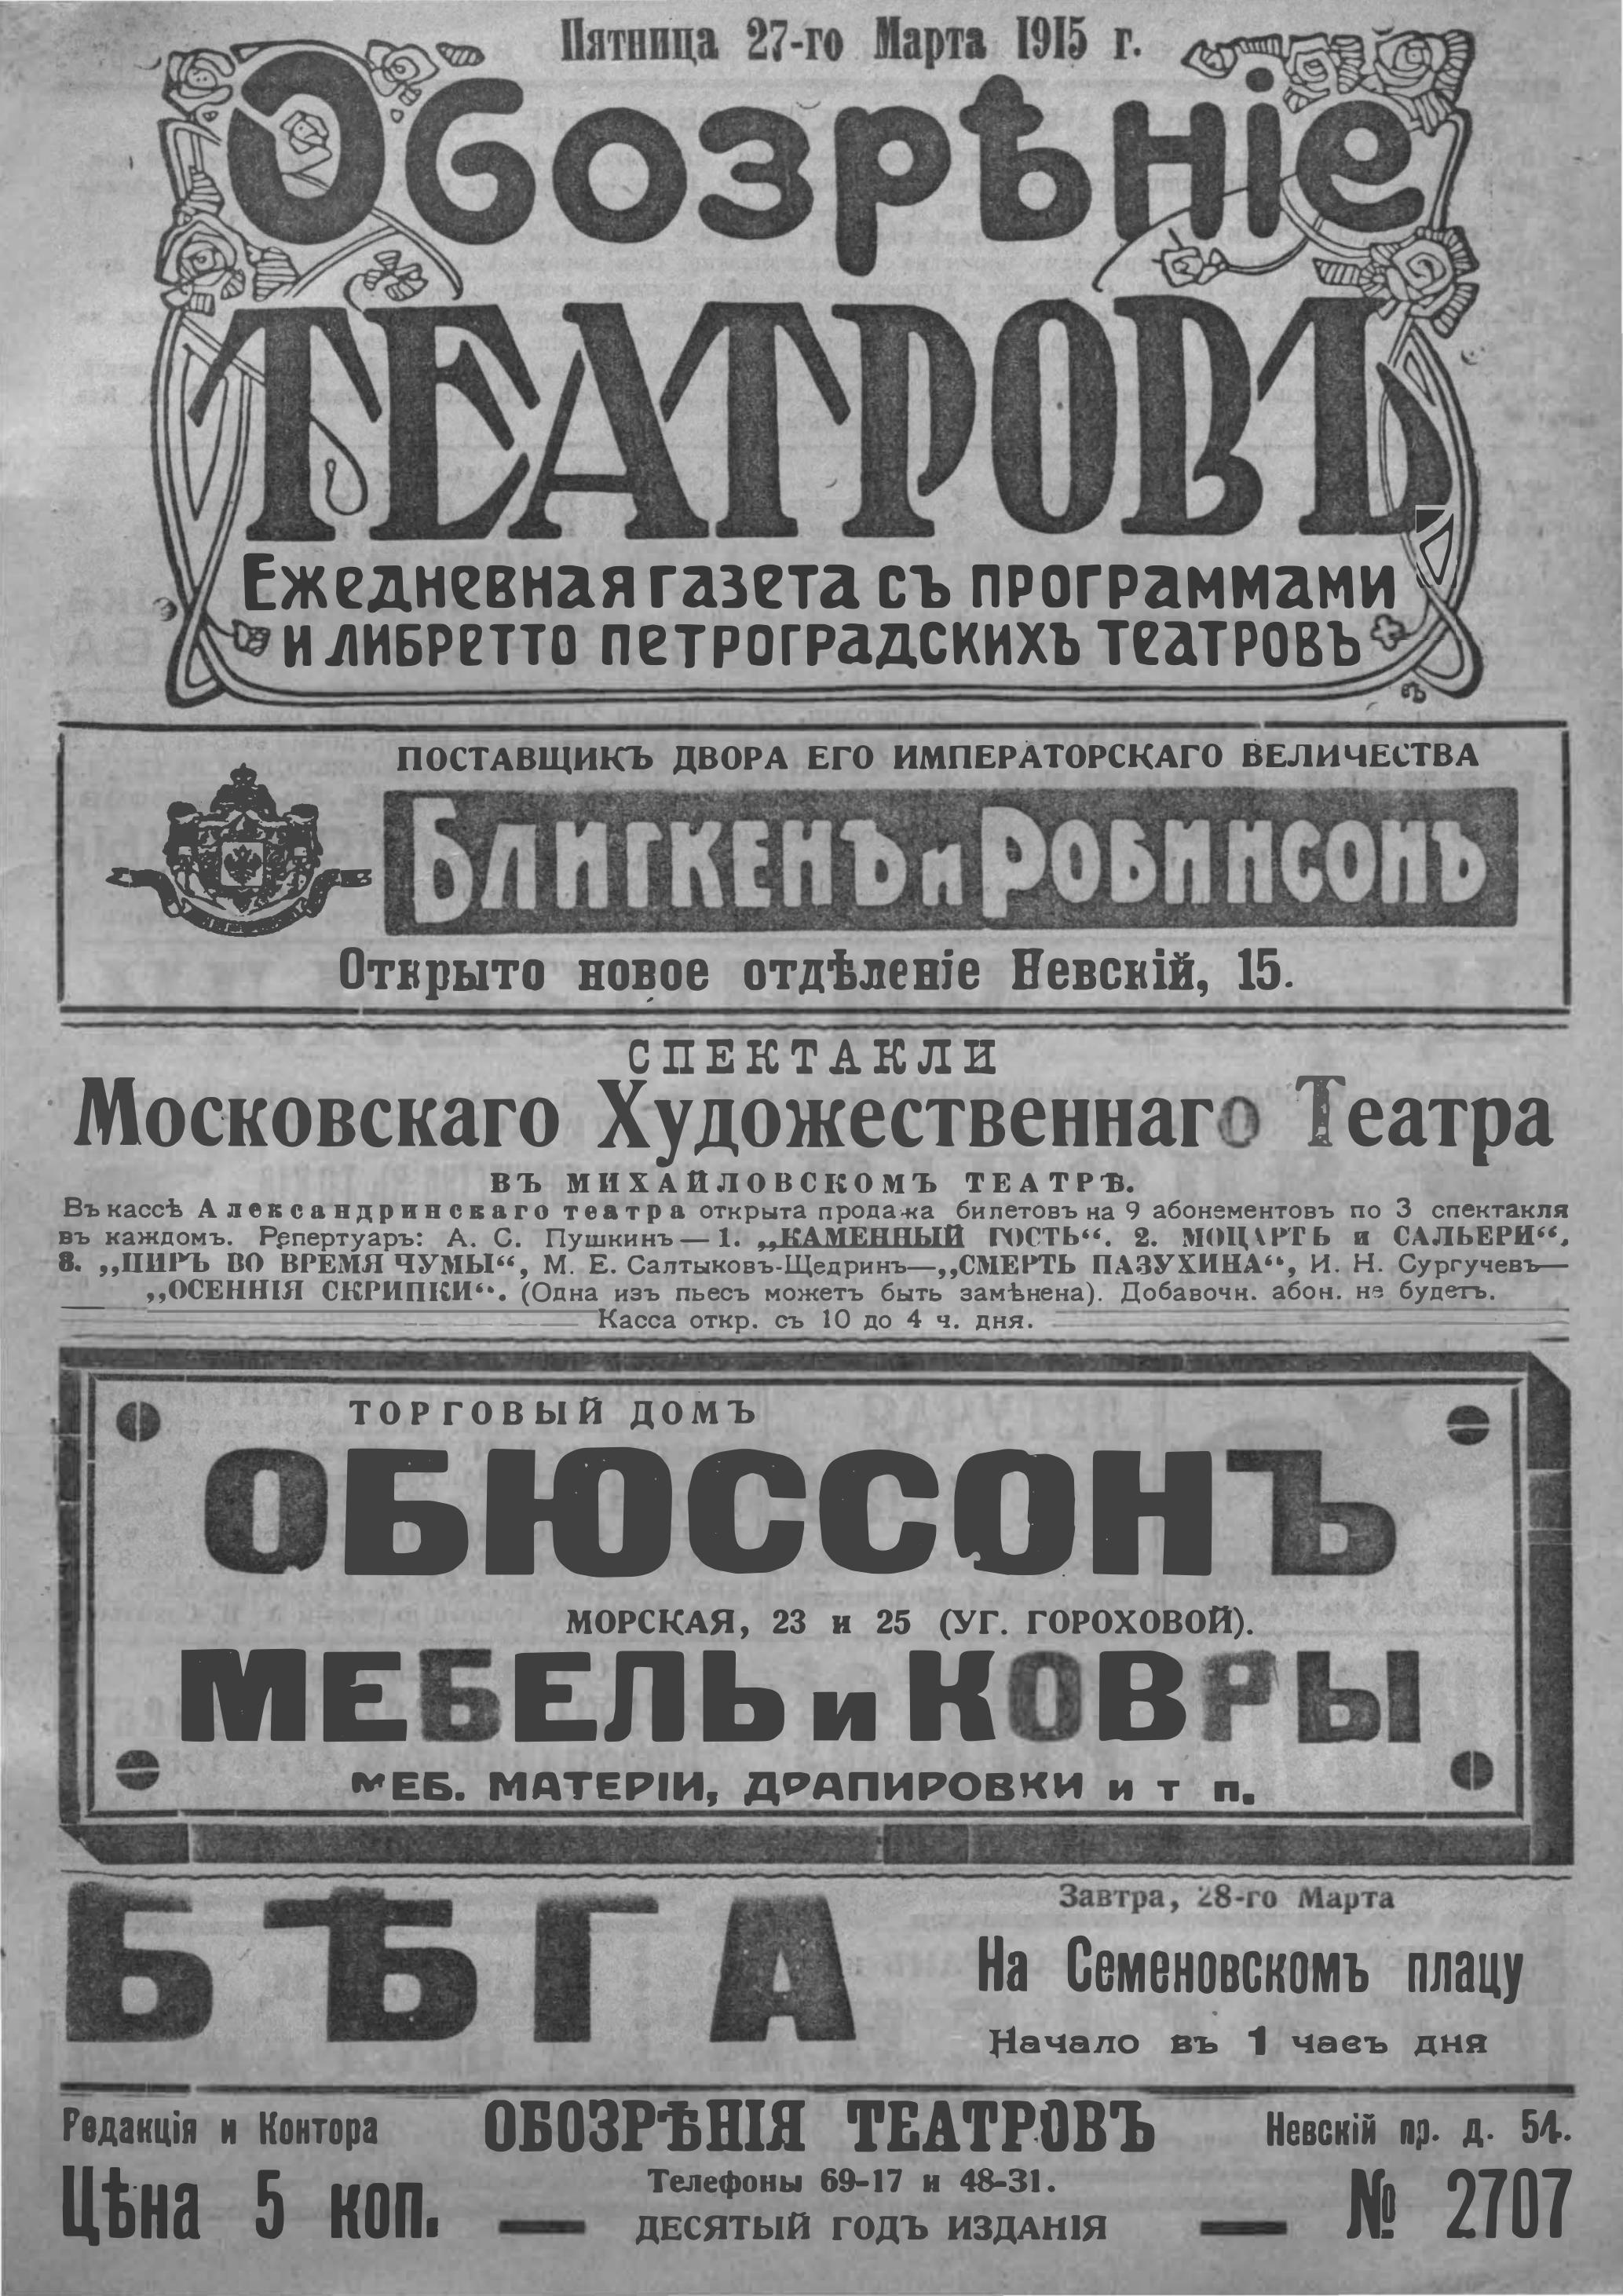 Пятница 27-го Марта 1915 г.
Обозрѣніе
ТЕАТРОВЪ
Ежедневная газета съ программами
и либретто петроградскихъ театровъ
ПОСТАВЩИКЪ ДВОРА ЕГО ИМПЕРАТОРСКАГО ВЕЛИЧЕСТВА
БЛИГКЕНЪ и РОБИНСОНЪ
Открыто новое отдѣленіе Невскій, 15.
СПЕКТАКЛИ
Московскаго Художественнаго Театра
ВЪ МИХАЙЛОВСКОМЪ ТЕАТРѢ.
Въ кассѣ Александринскаго театра открыта продажа билетовъ на 9 абонементовъ по 3 спектакля
въ каждомъ. Репертуаръ: А. С. Пушкинъ — 1. „КАМЕННЫЙ ГОСТЬ“. 2. МОЦАРТЬ и САЛЬЕРИ“.
3. „ПИРЪ ВО ВРЕМЯ ЧУМЫ“, М. Е. Салтыковъ-Щедринъ—„СМЕРТЬ ПАЗУХИНА“, И. Н. Сургучевъ—
„ОСЕННІЯ СКРИПКИ“. (Одна изъ пьесъ можетъ быть замѣнена). Добавочн. абон. не будетъ.
Касса откр. съ 10 до 4 ч. дня.
ТОРГОВЫЙ ДОМЪ
ОБЮССОНЪ
МОРСКАЯ, 23 и 25 (УГ. ГОРОХОВОЙ).
МЕБЕЛЬ и КОВРЫ
МЕБ. МАТЕРІИ, ДРАПИРОВКИ и т п.
БѢГА
Завтра, 28-го Марта
На Семеновскомъ плацу
Начало въ 1 часъ дня
Редакція и Контора ОБОЗРѢНІЯ ТЕАТРОВЪ Невскій пр. д. 54.
Цѣна 5 коп.
Телефоны 69-17 и 48-31.
ДЕСЯТЫЙ ГОДЪ ИЗДАНІЯ
№ 2707